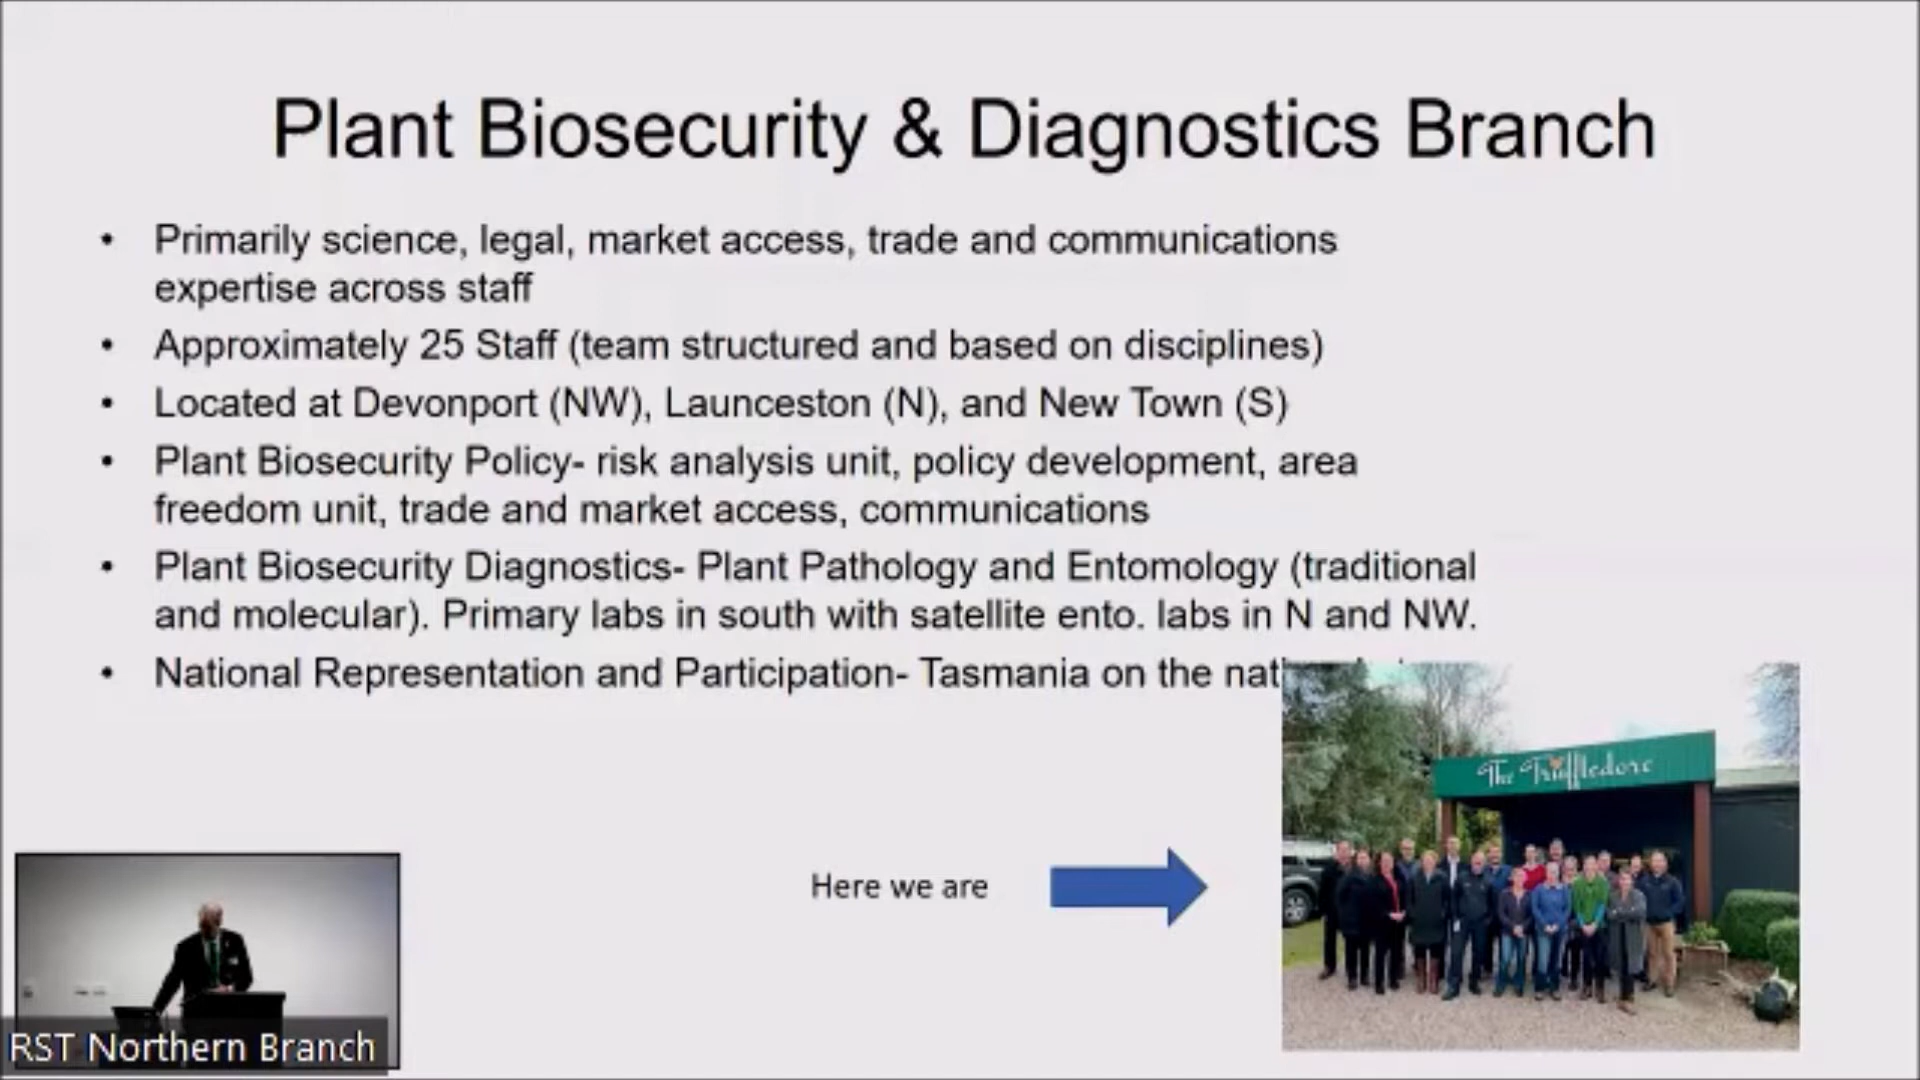 Plant Biosecurity & Diagnostics Branch
• Primarily science, legal, market access, trade and communications
expertise across staff
• Approximately 25 Staff (team structured and based on disciplines)
• Located at Devonport (NW), Launceston (N), and New Town (S)
• Plant Biosecurity Policy- risk analysis unit, policy development, area
freedom unit, trade and market access, communications
• Plant Biosecurity Diagnostics- Plant Pathology and Entomology (traditional
and molecular). Primary labs in south with satellite ento. labs in N and NW.
• National Representation and Participation- Tasmania on the
The Truffledore
Here we are
RST Northern Branch